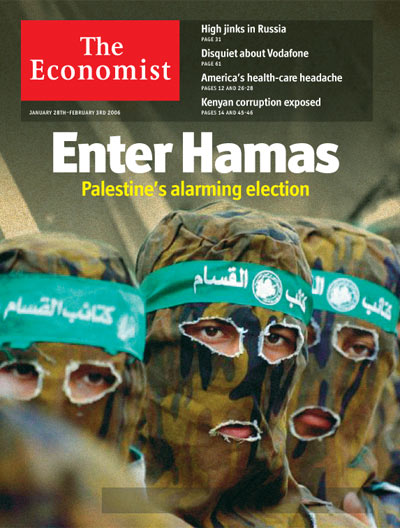 The
Economist
JANUARY 28TH–FEBRUARY 3RD 2006
High jinks in Russia
PAGE 31
Disquiet about Vodafone
PAGE 61
America's health-care headache
PAGES 12 AND 26-28
Kenyan corruption exposed
PAGES 14 AND 45-46
Enter Hamas
Palestine's alarming election
كتائب القسام
كتائب القسام
كتائب